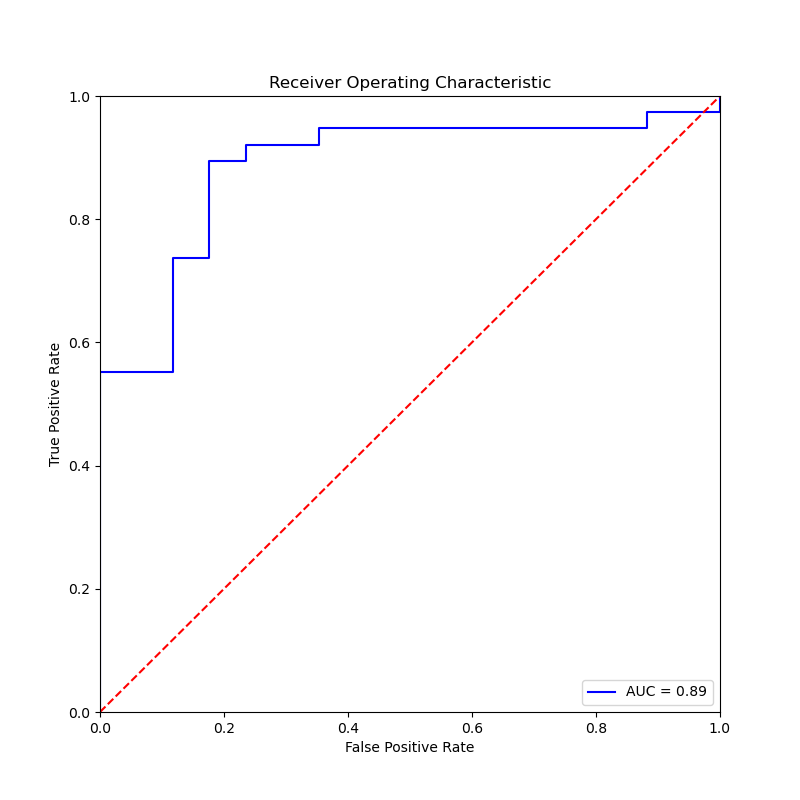 Receiver Operating Characteristic
1.0
0.8
0.6
0.4
0.2
0.0
True Positive Rate
AUC = 0.89
0.0 0.2 0.4 0.6 0.8 1.0
False Positive Rate